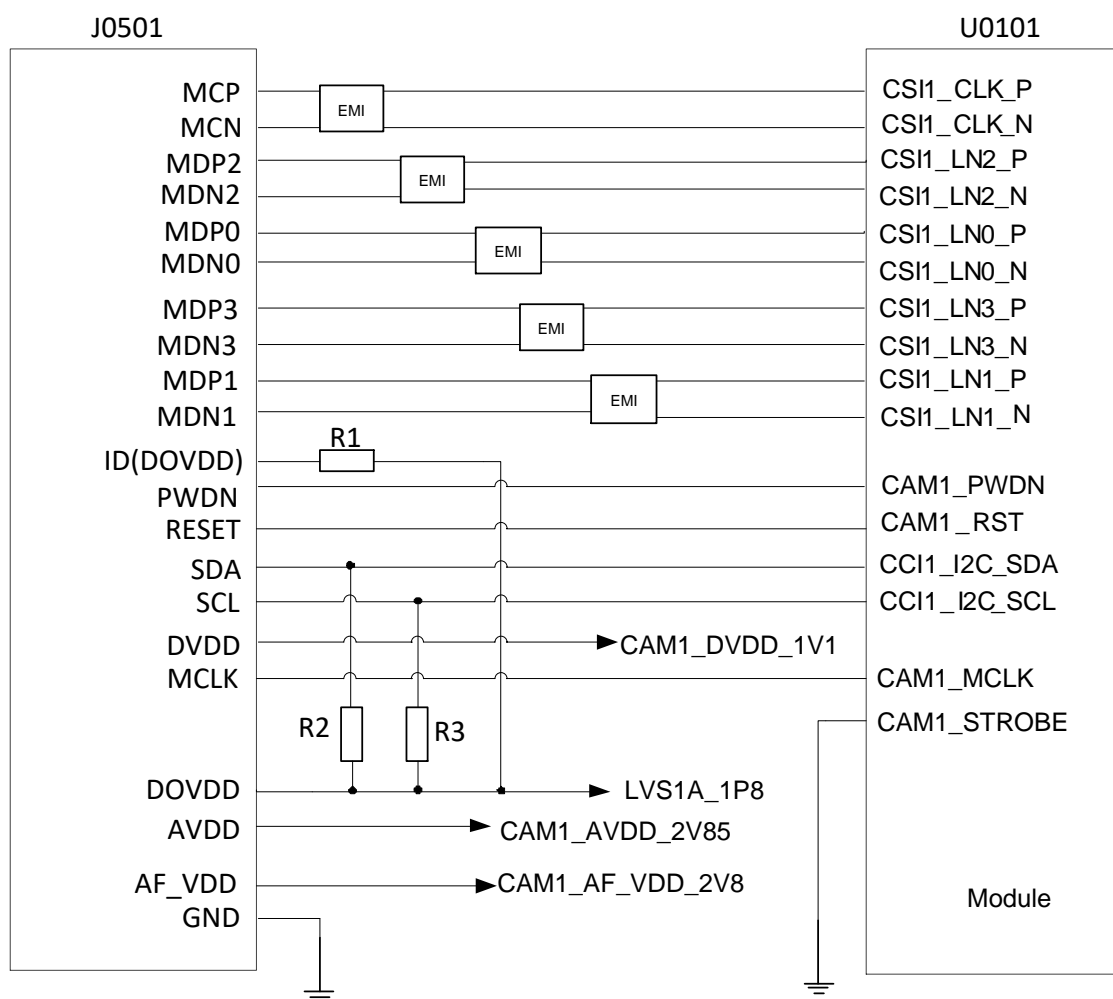 J0501 U0101
MCP EMI CSI1_CLK_P
MCN CSI1_CLK_N
MDP2 EMI CSI1_LN2_P
MDN2 CSI1_LN2_N
MDP0 EMI CSI1_LN0_P
MDN0 CSI1_LN0_N
MDP3 EMI CSI1_LN3_P
MDN3 CSI1_LN3_N
MDP1 EMI CSI1_LN1_P
MDN1 CSI1_LN1_N
R1
ID(DOVDD)
PWDN CAM1_PWDN
RESET CAM1_RST
SDA CCI1_I2C_SDA
SCL CCI1_I2C_SCL
DVDD CAM1_DVDD_1V1
MCLK CAM1_MCLK
R2 R3 CAM1_STROBE
DOVDD LVS1A_1P8
AVDD CAM1_AVDD_2V85
AF_VDD CAM1_AF_VDD_2V8
GND Module